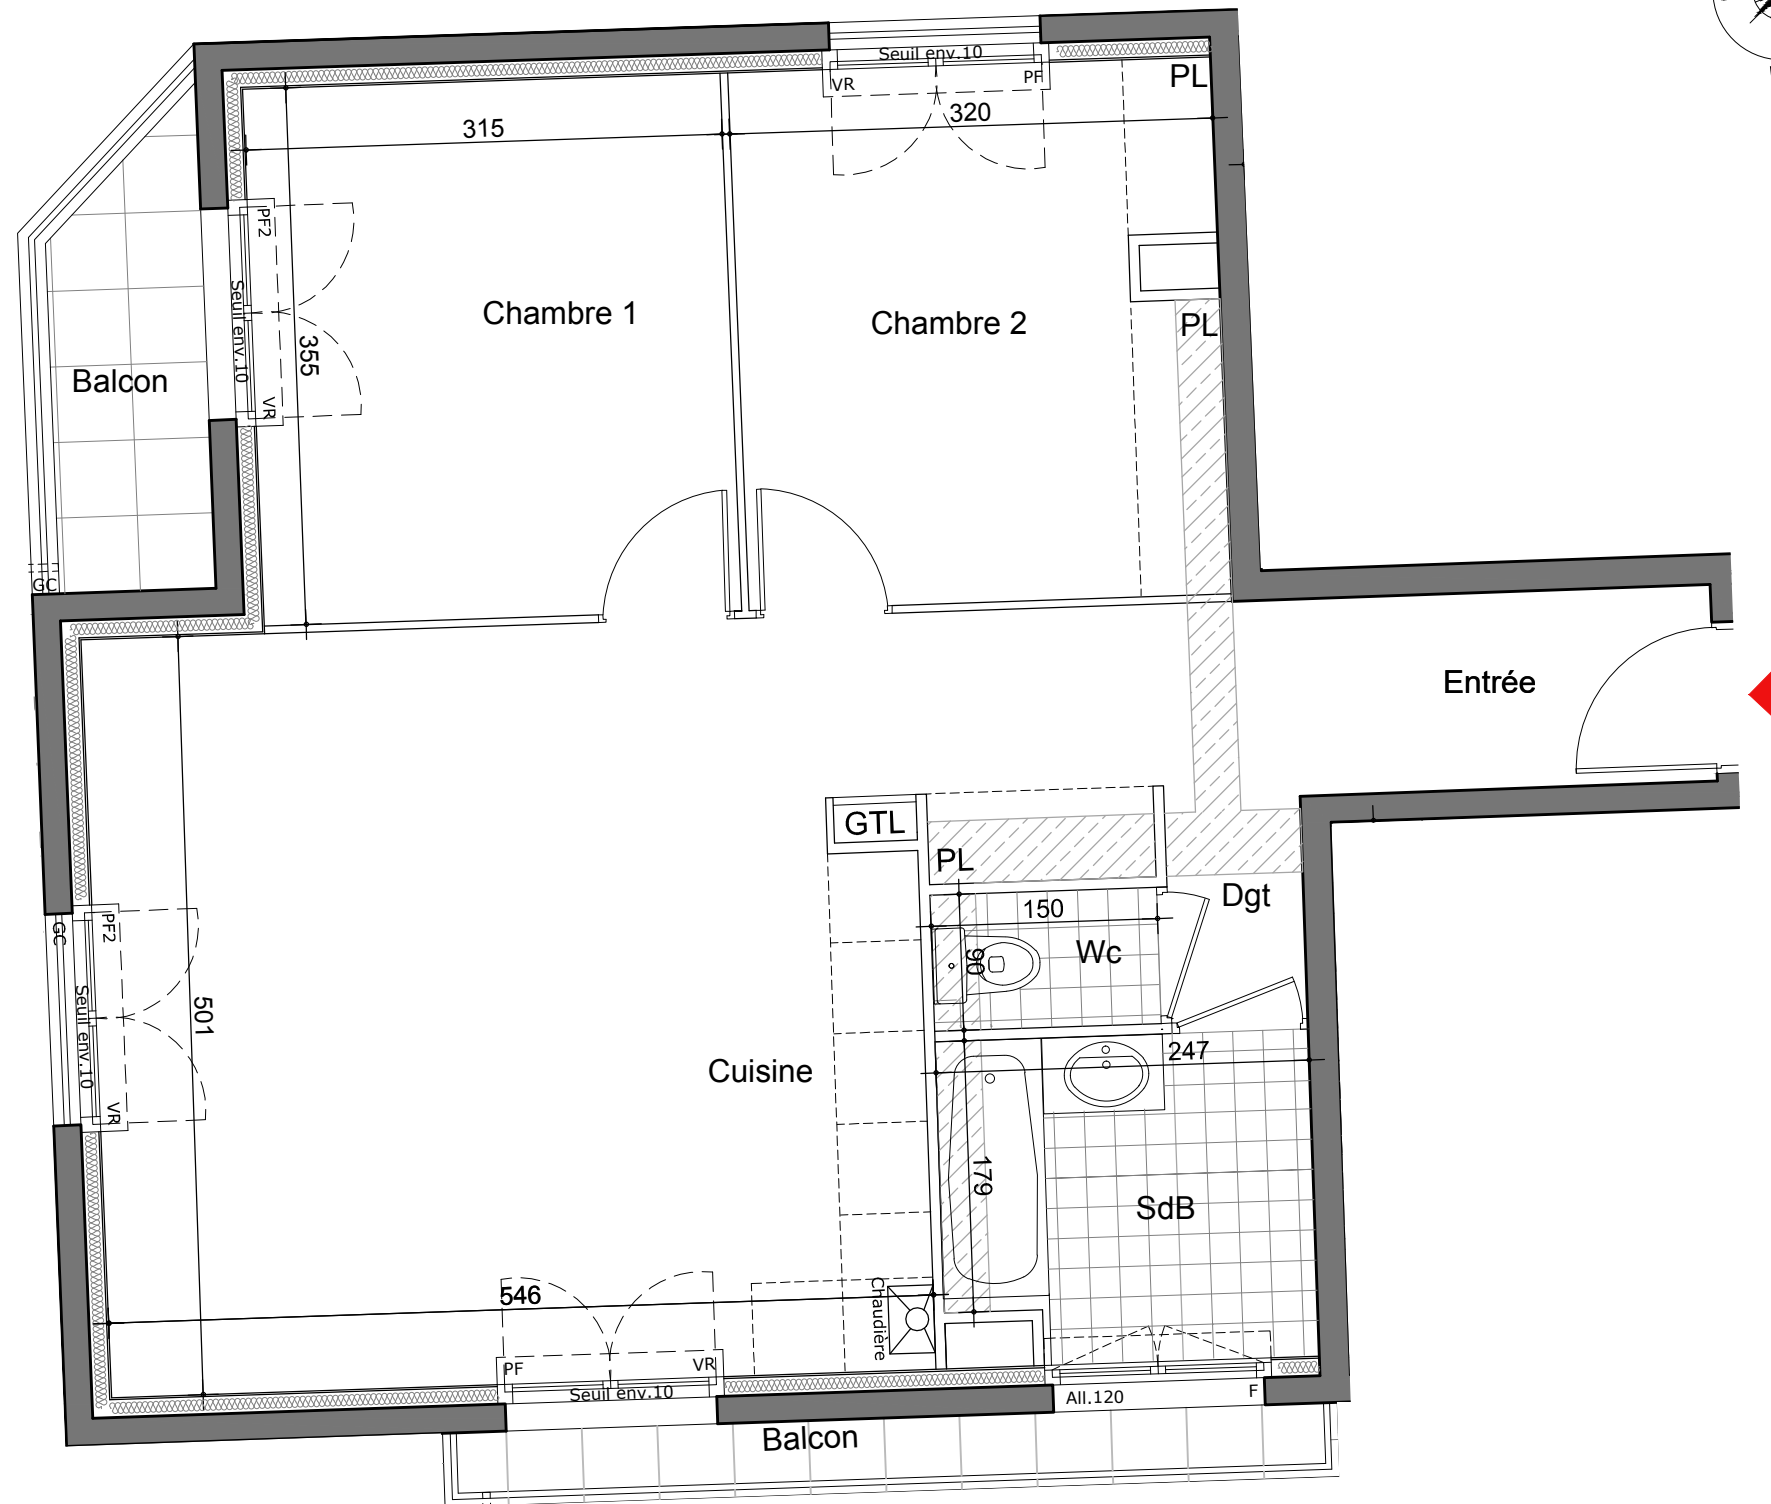 Seuil env.10
VR
PF
PL
315
320
PF2
Seuil env.10
VR
355
Chambre 1
Chambre 2
PL
Balcon
GC
Entrée
GTL
PL
Dgt
150
Wc
90
GC
PF2
Seuil env.10
VR
501
Cuisine
247
179
SdB
546
Chaudière
PF
VR
Seuil env.10
All.120
F
Balcon